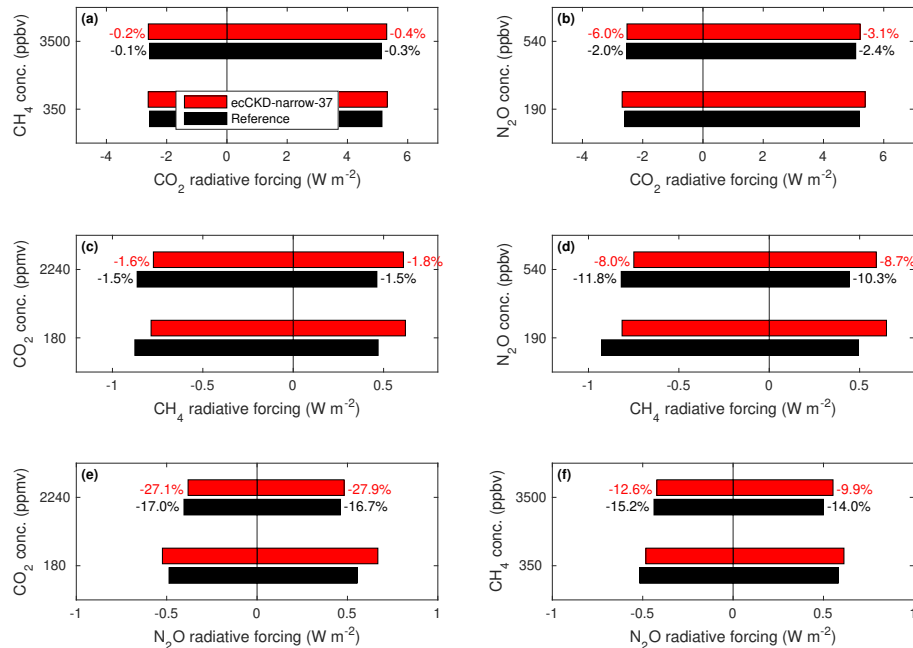 (a)
CH4 conc. (ppbv)
3500
350
-0.2%
-0.4%
-0.1%
-0.3%
ecCKD-narrow-37
Reference
-4 -2 0 2 4 6
CO2 radiative forcing (W m-2)
(b)
N2O conc. (ppbv)
540
190
-6.0%
-3.1%
-2.0%
-2.4%
-4 -2 0 2 4 6
CO2 radiative forcing (W m-2)
(c)
CO2 conc. (ppmv)
2240
180
-1.6%
-1.8%
-1.5%
-1.5%
-1 -0.5 0 0.5
CH4 radiative forcing (W m-2)
(d)
N2O conc. (ppbv)
540
190
-8.0%
-8.7%
-11.8%
-10.3%
-1 -0.5 0 0.5
CH4 radiative forcing (W m-2)
(e)
CO2 conc. (ppmv)
2240
180
-27.1%
-27.9%
-17.0%
-16.7%
-1 -0.5 0 0.5 1
N2O radiative forcing (W m-2)
(f)
CH4 conc. (ppbv)
3500
350
-12.6%
-9.9%
-15.2%
-14.0%
-1 -0.5 0 0.5 1
N2O radiative forcing (W m-2)